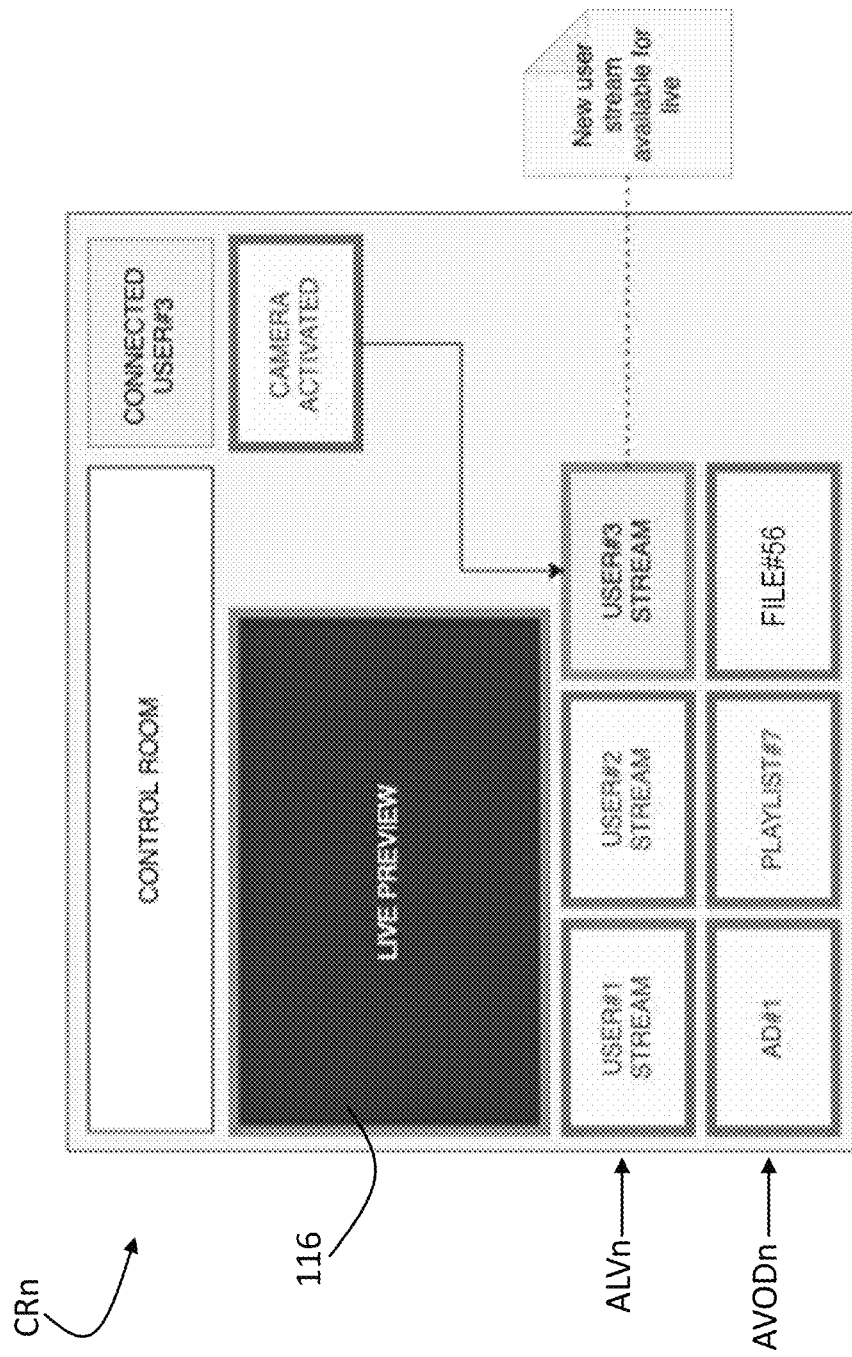 CRn
CONTROL ROOM
CONNECTED
USER#3
116
LIVE PREVIEW
CAMERA
ACTIVATED
New user
stream
available for
live
ALVn
USER#1
STREAM
USER#2
STREAM
USER#3
STREAM
AVODn
AD#1
PLAYLIST#7
FILE#56